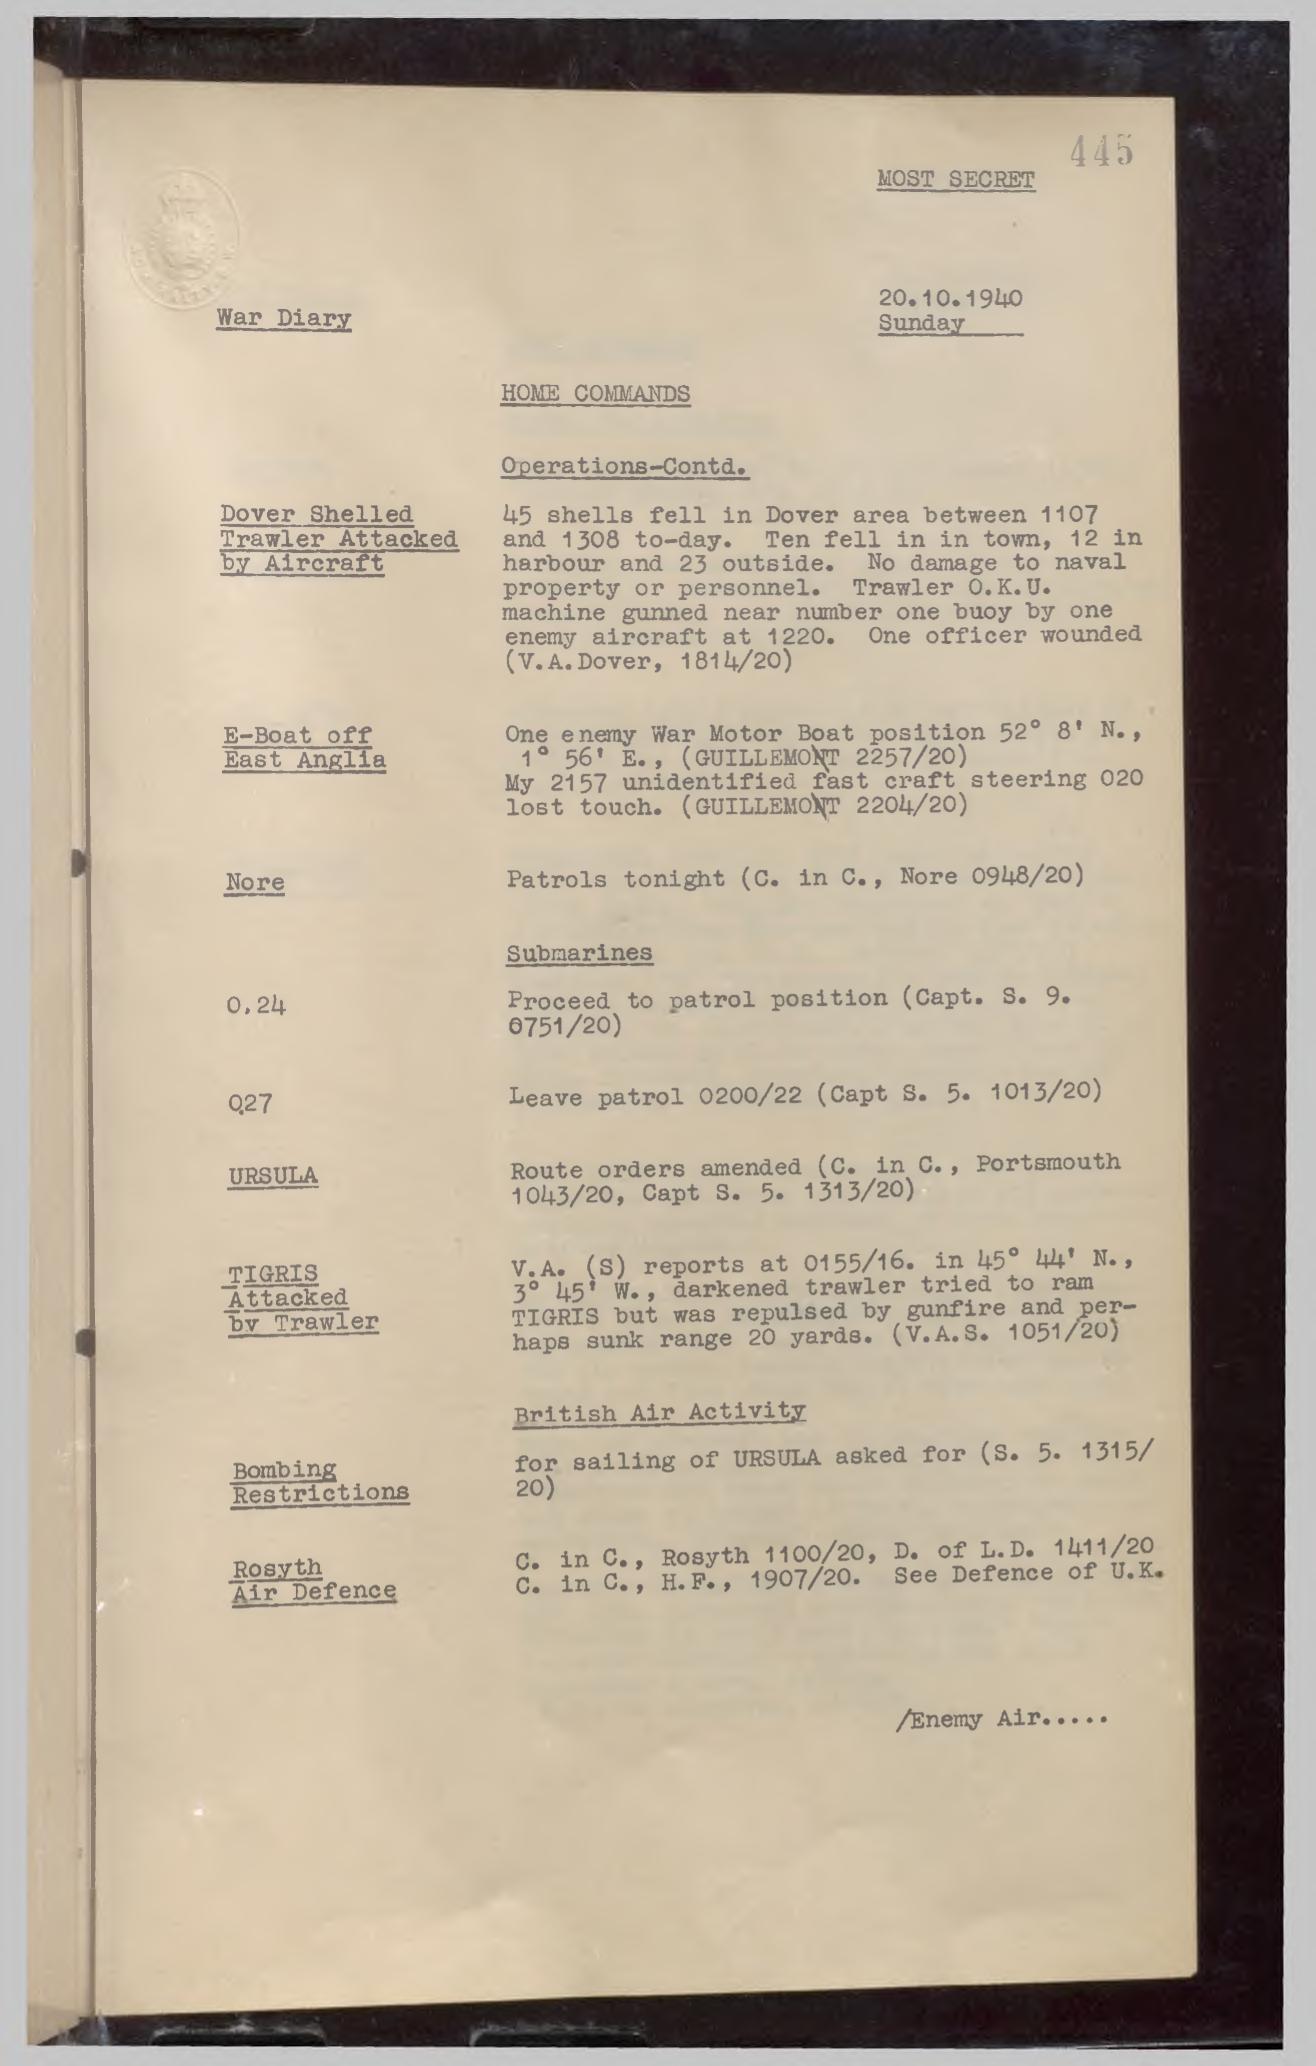 445
MOST SECRET
20.10.1940
Sunday
War Diary
HOME COMMANDS
Operations-Contd.
Dover Shelled
Trawler Attacked
by Aircraft
45 shells fell in Dover area between 1107
and 1308 to-day. Ten fell in in town, 12 in
harbour and 23 outside. No damage to naval
property or personnel. Trawler O.K.U.
machine gunned near number one buoy by one
enemy aircraft at 1220. One officer wounded
(V.A.Dover, 1814/20)
E-Boat off
East Anglia
One enemy War Motor Boat position 52° 8' N.,
1° 56' E., (GUILLEMONT 2257/20)
My 2157 unidentified fast craft steering 020
lost touch. (GUILLEMONT 2204/20)
Nore
Patrols tonight (C. in C., Nore 0948/20)
Submarines
0.24
Proceed to patrol position (Capt. S. 9.
0751/20)
027
Leave patrol 0200/22 (Capt S. 5. 1013/20)
URSULA
Route orders amended (C. in C., Portsmouth
1043/20, Capt S. 5. 1313/20)
TIGRIS
Attacked
by Trawler
V.A. (S) reports at 0155/16. in 45° 44' N.,
3° 45' W., darkened trawler tried to ram
TIGRIS but was repulsed by gunfire and per-
haps sunk range 20 yards. (V.A.S. 1051/20)
British Air Activity
Bombing
Restrictions
for sailing of URSULA asked for (S. 5. 1315/
20)
Rosyth
Air Defence
C. in C., Rosyth 1100/20, D. of L.D. 1411/20
C. in C., H.F., 1907/20. See Defence of U.K.
/Enemy Air.....